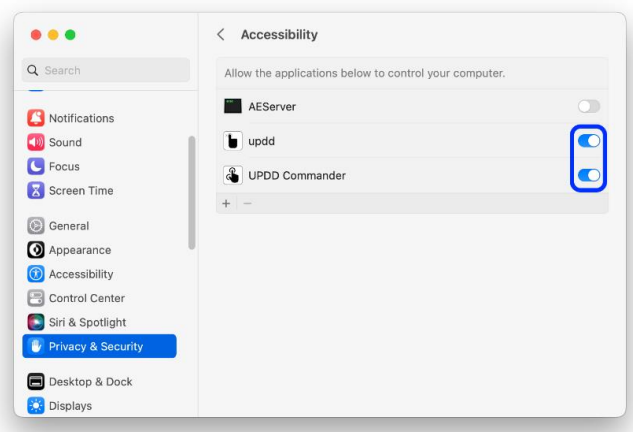 Accessibility
Search
Allow the applications below to control your computer.
AEServer
updd
UPDD Commander
Notifications
Sound
Focus
Screen Time
General
Appearance
Accessibility
Control Center
Siri & Spotlight
Privacy & Security
Desktop & Dock
Displays